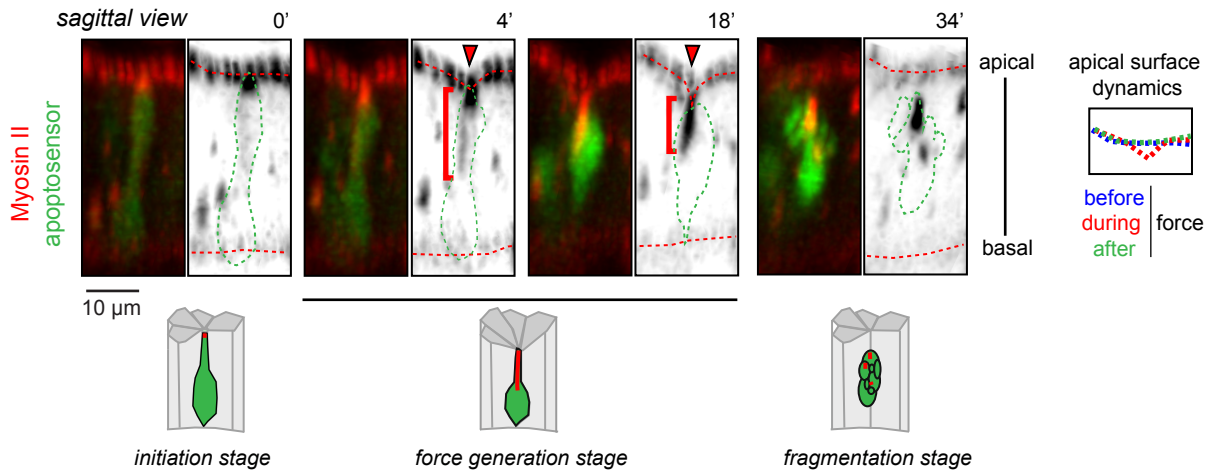 sagittal view
0’
4’
18’
34’
Myosin II
apoptosensor
apical
basal
apical surface
dynamics
before
during
after
force
10 μm
initiation stage
force generation stage
fragmentation stage